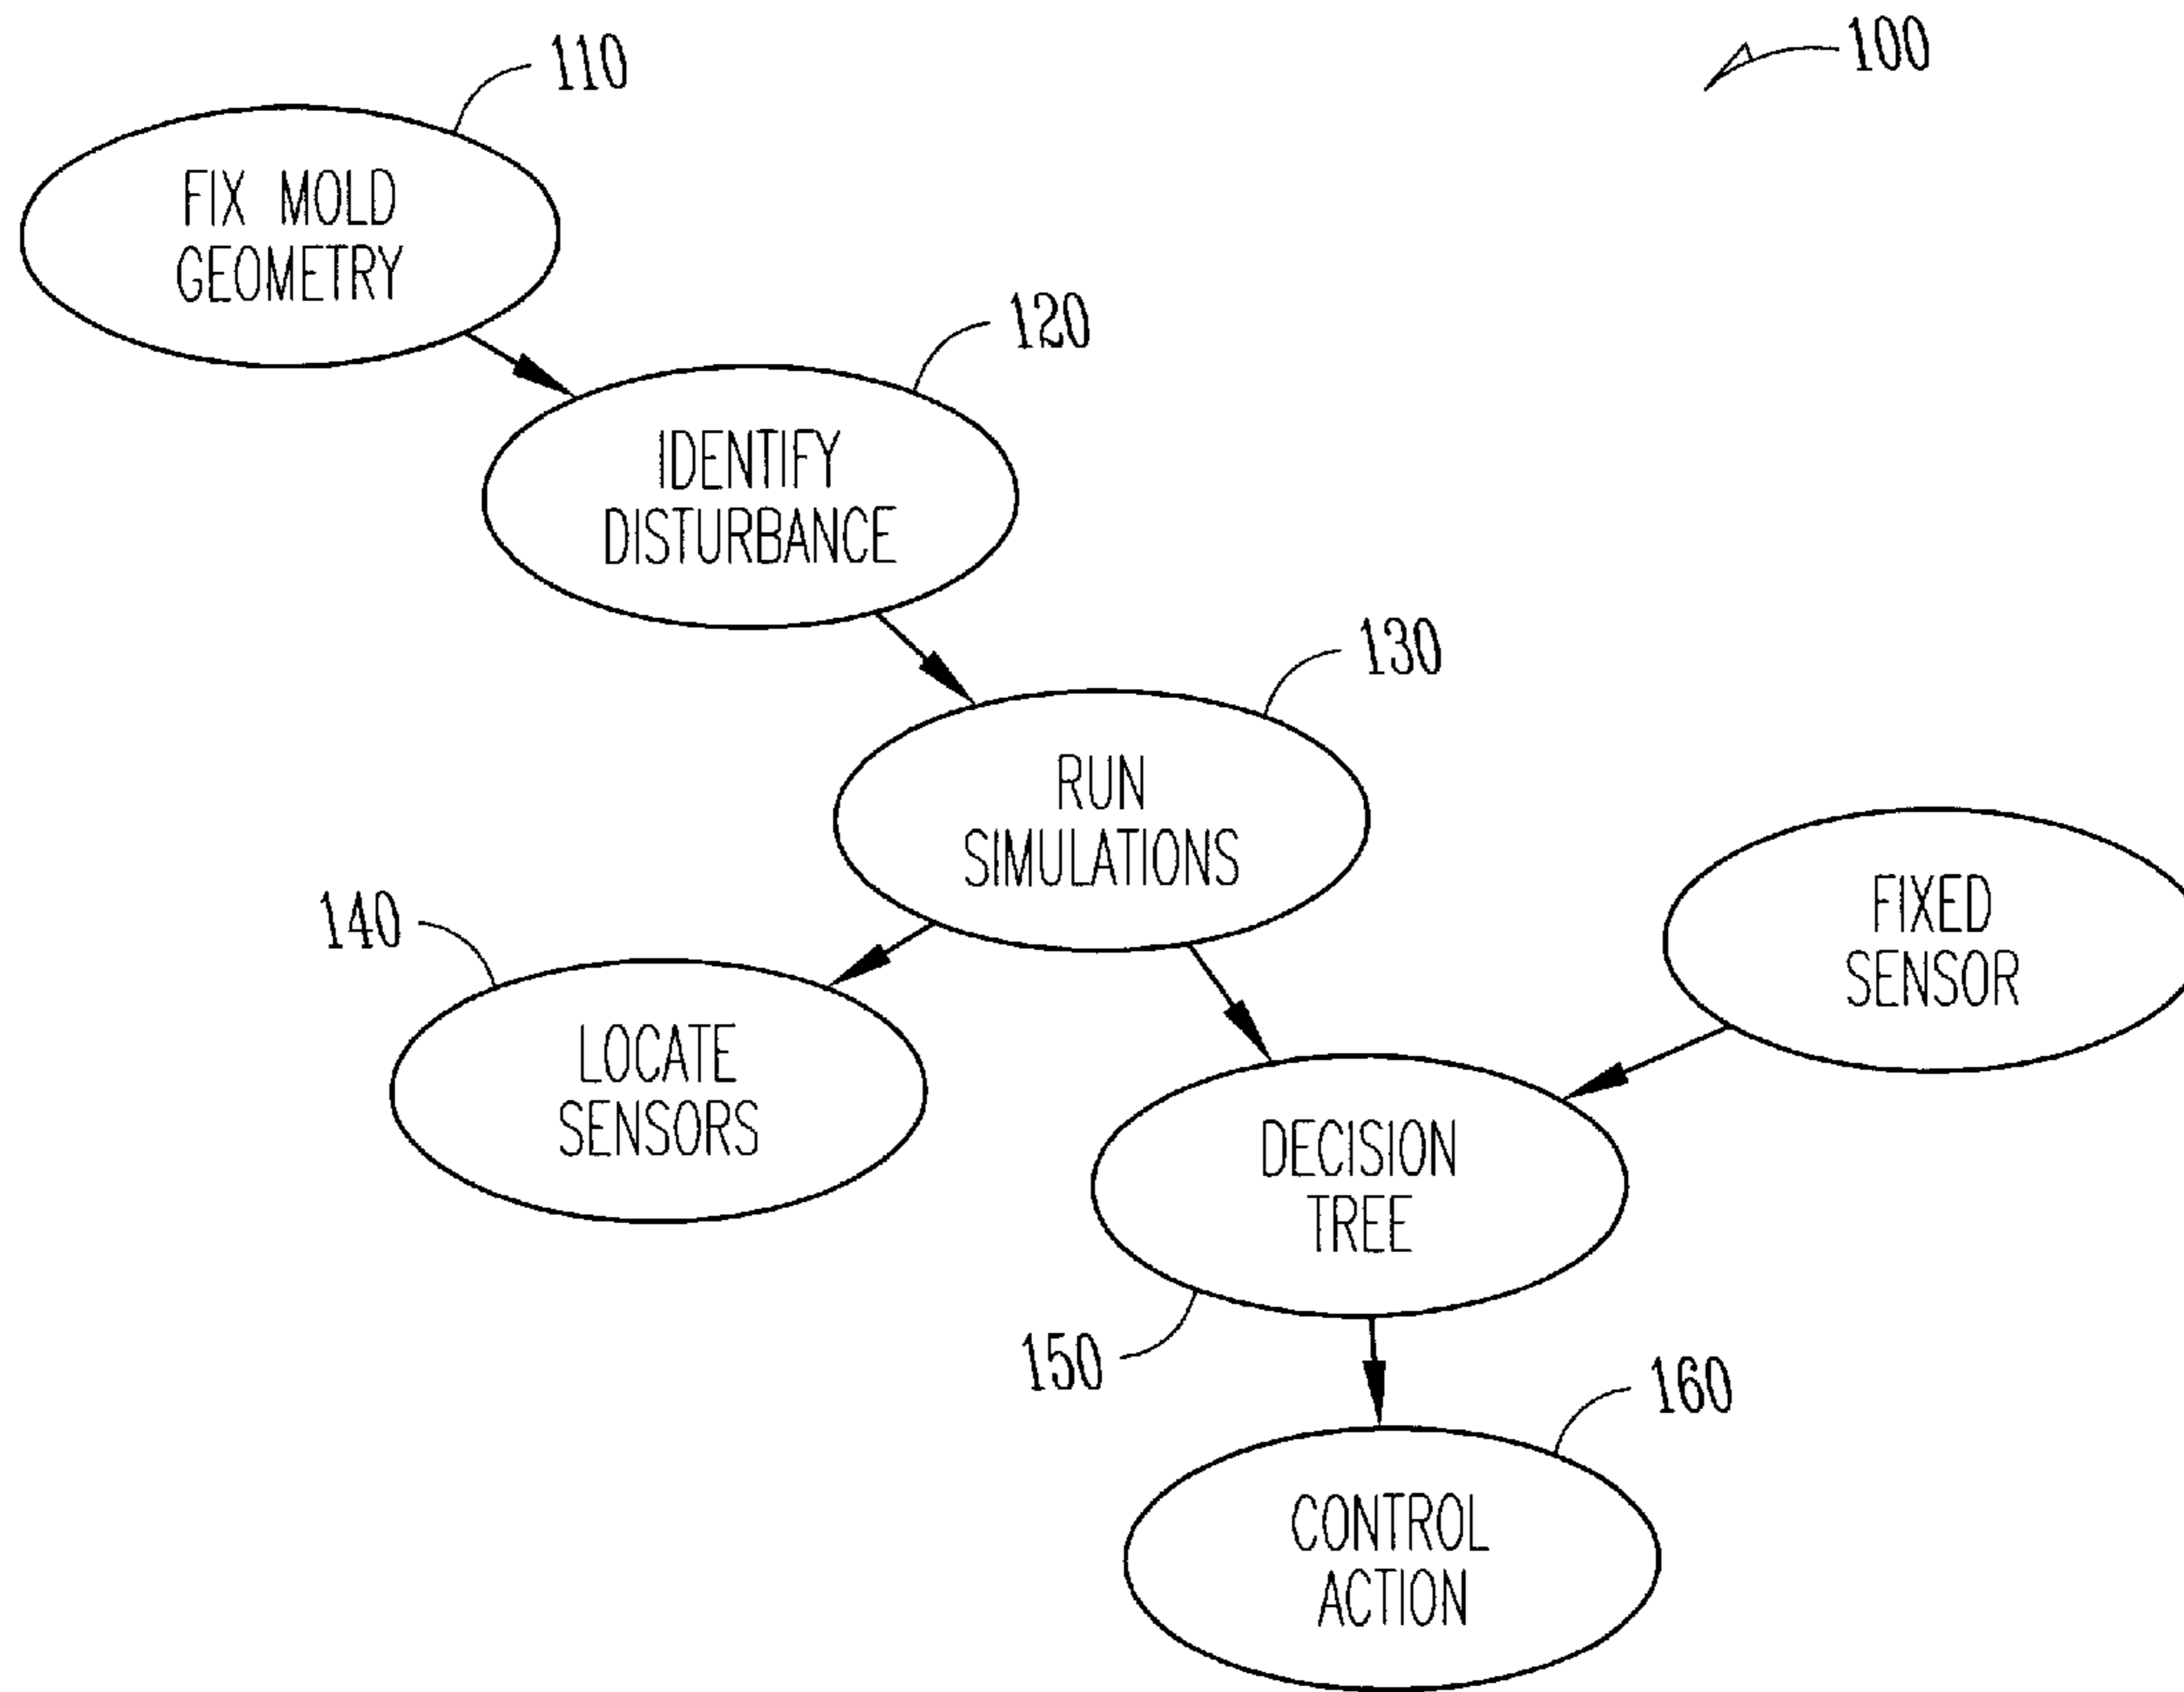 100
110
FIX MOLD
GEOMETRY
120
IDENTIFY
DISTURBANCE
130
RUN
SIMULATIONS
140
LOCATE
SENSORS
FIXED
SENSOR
DECISION
TREE
150
160
CONTROL
ACTION